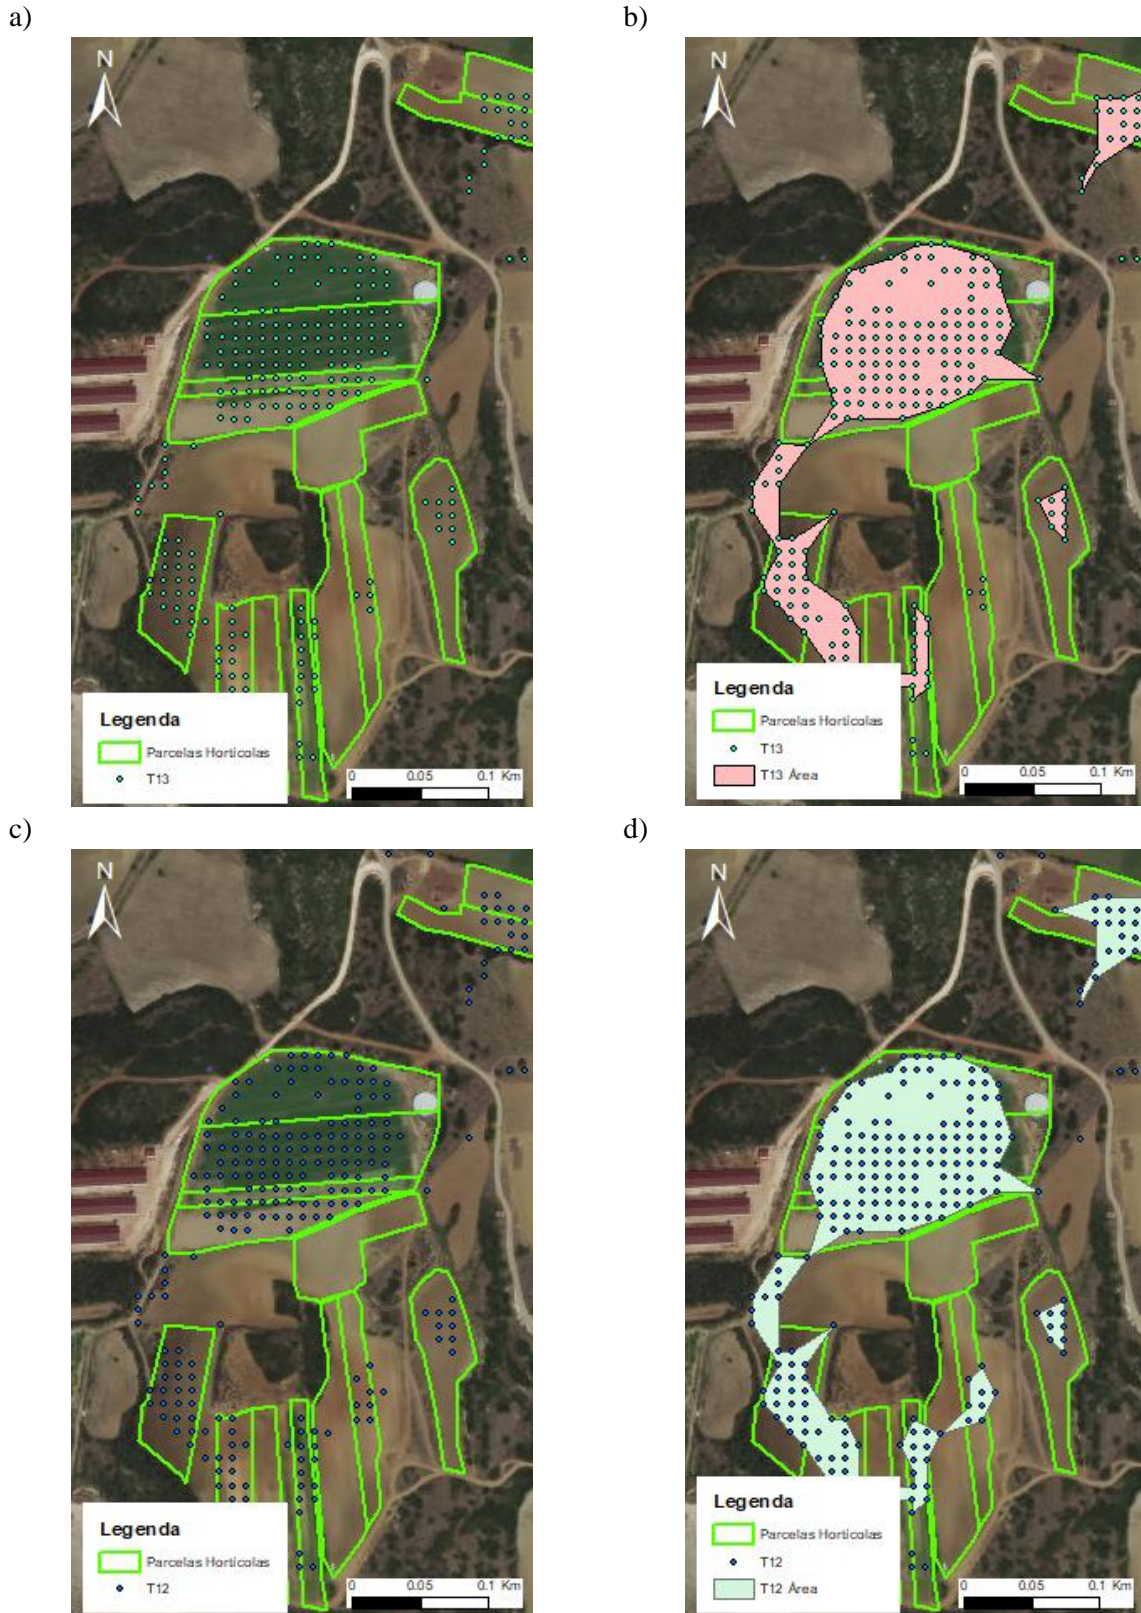 a)
b)
N
N
Legenda
Parcelas Horticolas
T13
0 0.05 0.1 Km
Legenda
Parcelas Horticolas
T13
T13 Área
0 0.05 0.1 Km
c)
d)
N
N
Legenda
Parcelas Horticolas
T12
0 0.05 0.1 Km
Legenda
Parcelas Horticolas
T12
T12 Área
0 0.05 0.1 Km